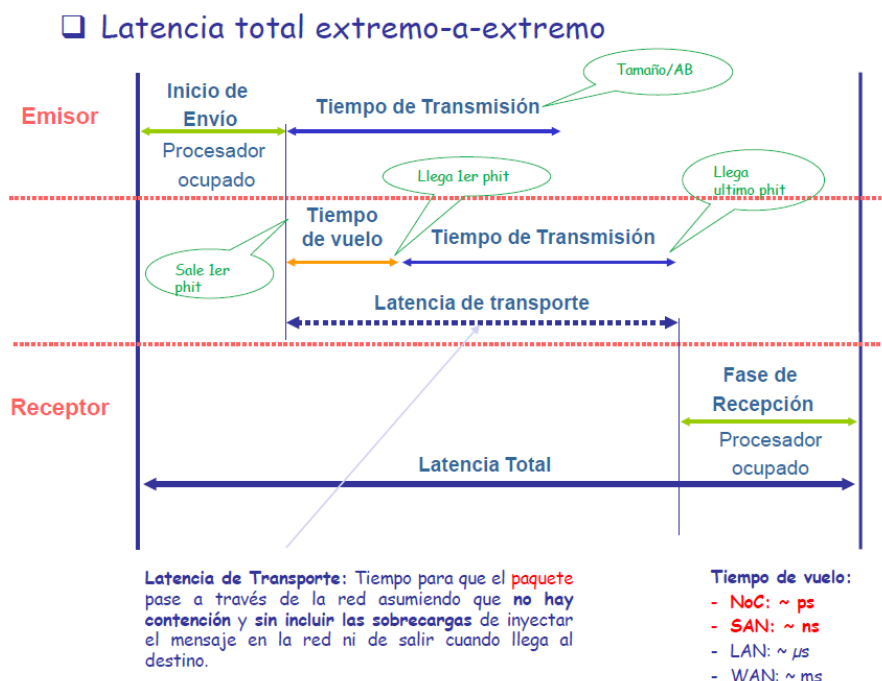 ❑ Latencia total extremo-a-extremo
Tamaño/AB
Inicio de
Envío
Tiempo de Transmisión
Emisor
Procesador
ocupado
Llega 1er phit
Llega
ultimo phit
Tiempo
de vuelo
Tiempo de Transmisión
Sale 1er
phit
Latencia de transporte
Fase de
Recepción
Receptor
Procesador
ocupado
Latencia Total
Latencia de Transporte: Tiempo para que el paquete
pase a través de la red asumiendo que no hay
contención y sin incluir las sobrecargas de inyectar
el mensaje en la red ni de salir cuando llega al
destino.
Tiempo de vuelo:
- NoC: ~ ps
- SAN: ~ ns
- LAN: ~ µs
- WAN: ~ ms